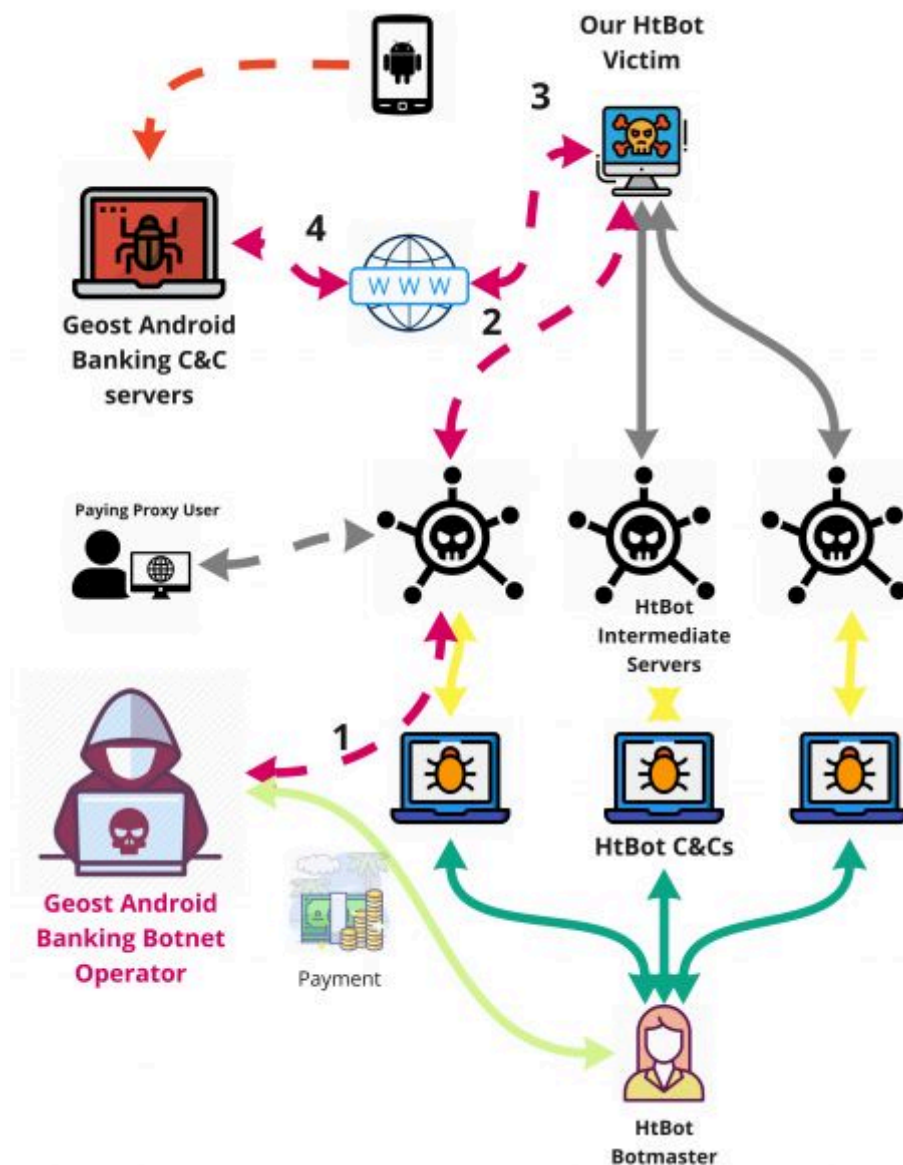 Our HtBot
Victim
3
4
W W W
2
Geost Android
Banking C&C
servers
Paying Proxy User
HtBot
Intermediate
Servers
1
HtBot C&Cs
Geost Android
Banking Botnet
Operator
Payment
HtBot
Botmaster